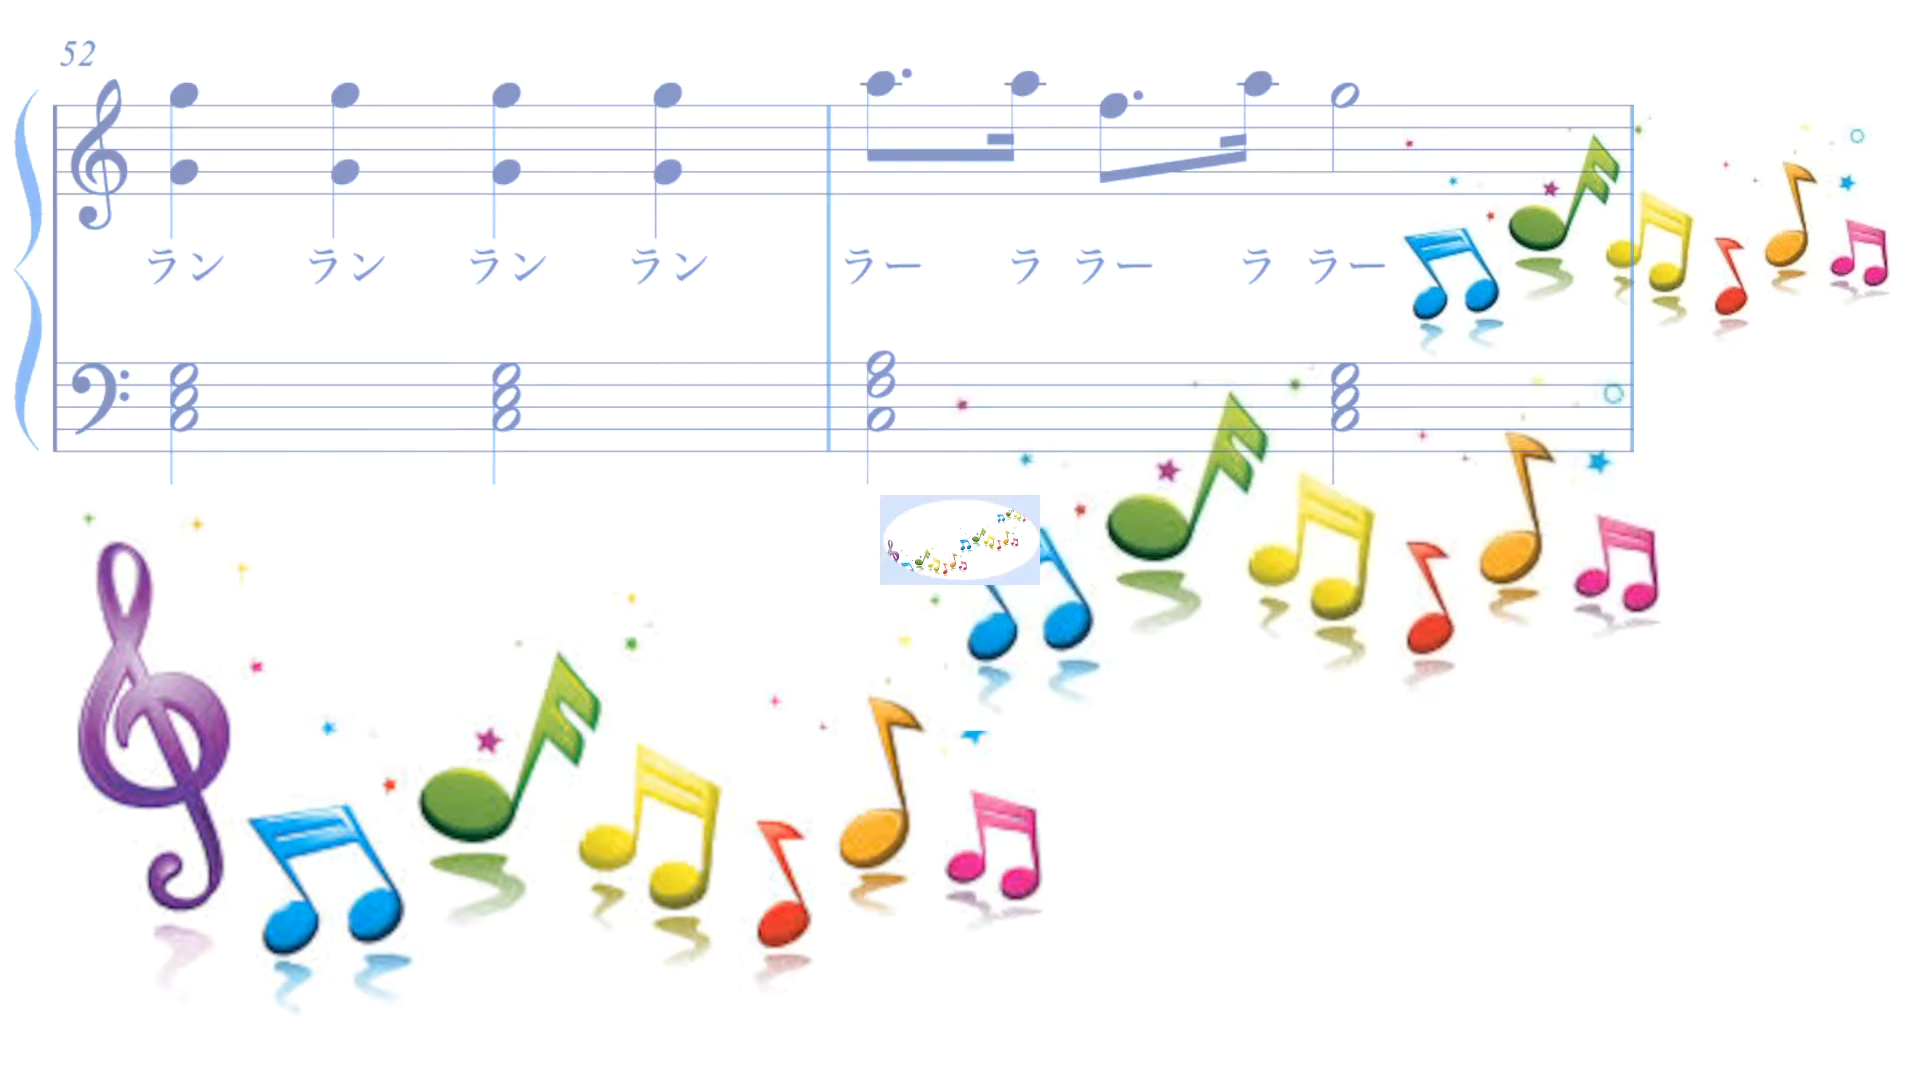 52
ラン ラン ラン ラン ラー ラ ラー ラ ラー